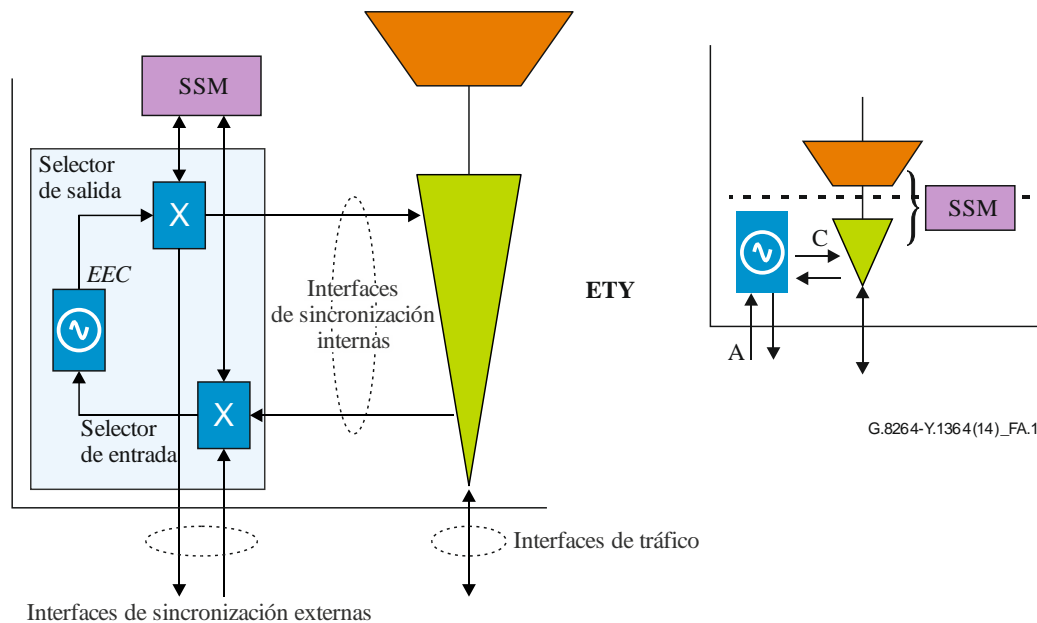 SSM
Selector
de salida
X
EEC
Interfaces
de sincronización
internas
ETY
X
Selector
de entrada
Interfaces de tráfico
Interfaces de sincronización externas
SSM
C
A
G.8264-Y.1364(14)_FA.1